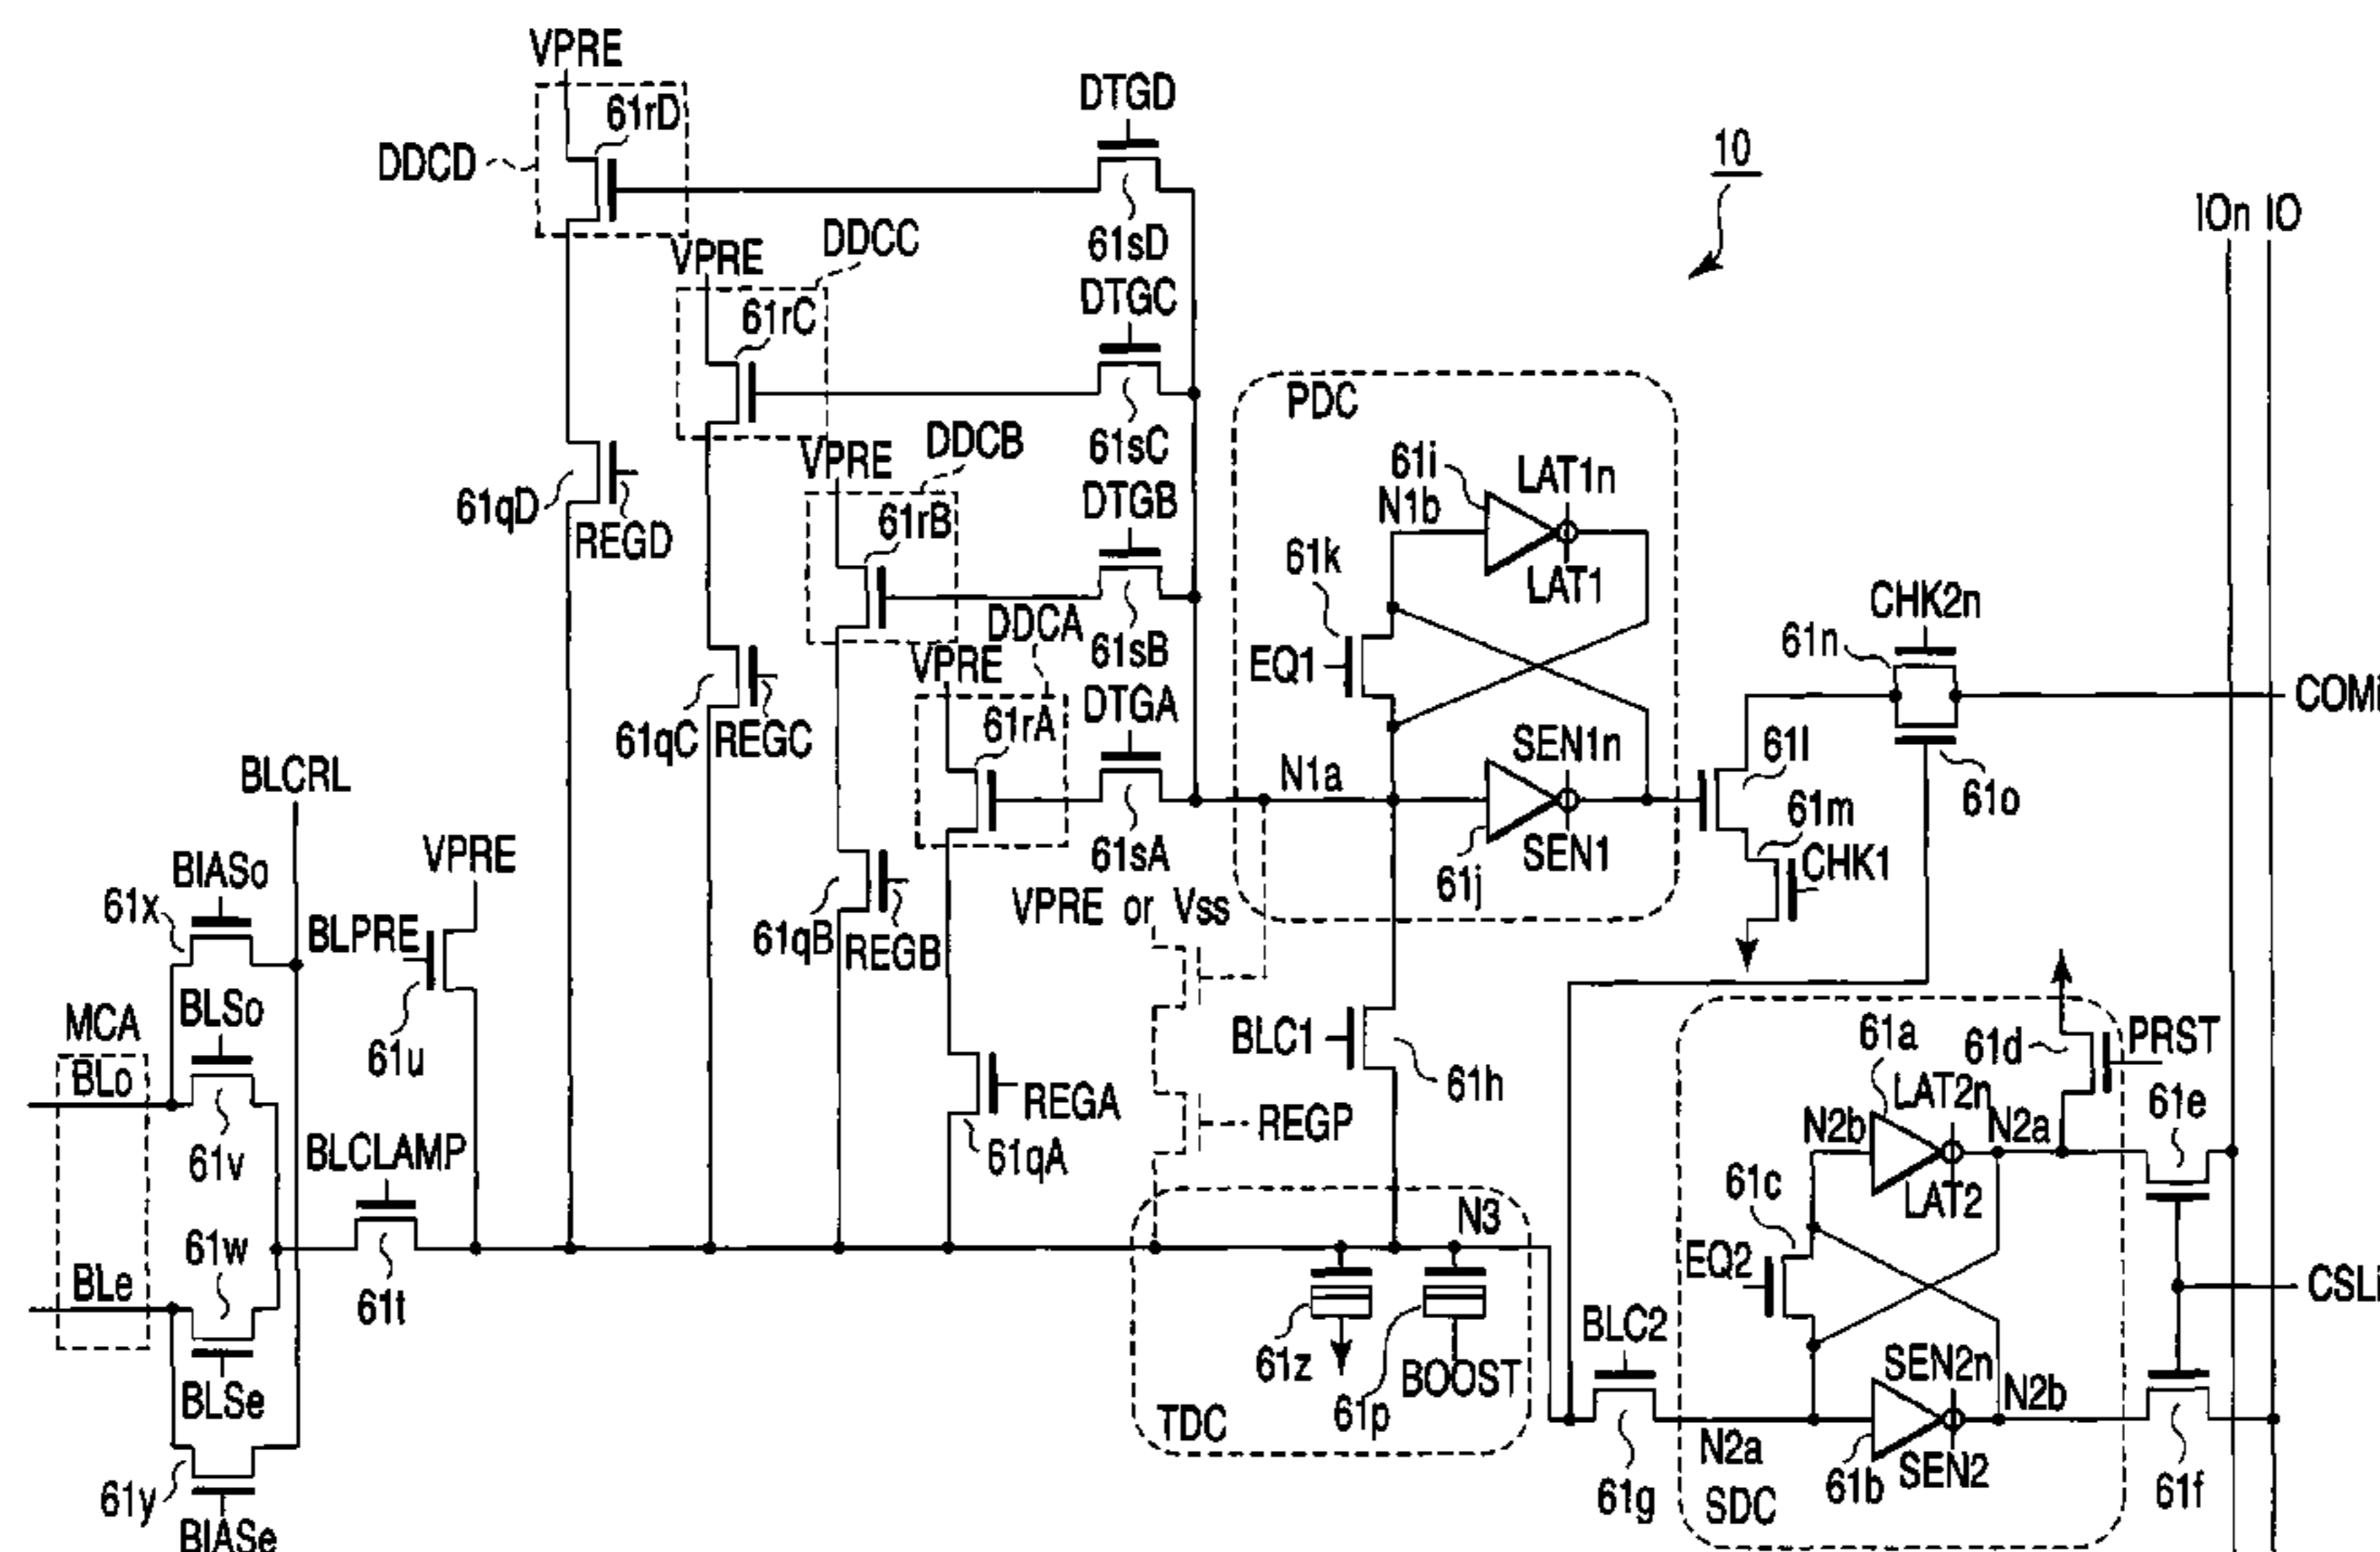 VPRE
61rD
DDCD
DTGD
10
61sD
IOn IO
DDCC
VPRE
61rC
DTGC
61sC
61qD
REGD
DDCB
VPRE
61rB
DTGB
61sB
PDC
61i
LAT1n
N1b
LAT1
61k
EQ1
CHK2n
61n
COMi
61qC REGC
DDCA
VPRE
61rA
DTGA
61sA
N1a
SEN1n
SEN1
61j
61l
61m
CHK1
61o
BLCRL
BIASo
61x
VPRE
BLPRE
61u
61qB REGB
VPRE or Vss
MCA
BLo
BLSo
61v
BLC1
61h
REGA
61qA
REGP
61a
61d
PRST
LAT2n
N2b
N2a
61e
LAT2
BLCLAMP
61t
61w
BLe
BLSe
61y
BIASe
N3
61z
61p
BOOST
TDC
61c
EQ2
CSLi
BLC2
61g
N2a
SEN2n
N2b
SEN2
61b
SDC
61f